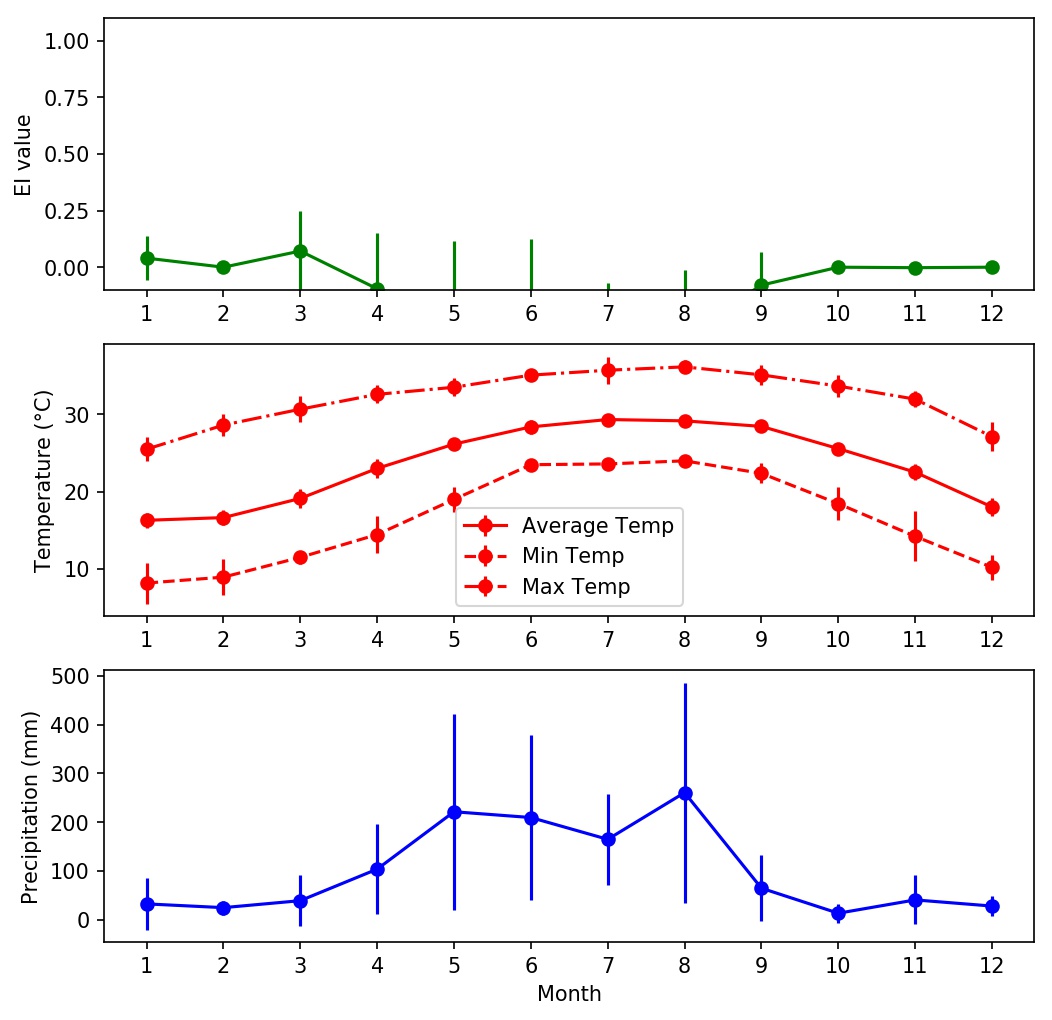 1.00
0.75
0.50
0.25
0.00
EI value
1 2 3 4 5 6 7 8 9 10 11 12
30
20
10
Temperature (°C)
Average Temp
Min Temp
Max Temp
1 2 3 4 5 6 7 8 9 10 11 12
500
400
300
200
100
0
Precipitation (mm)
1 2 3 4 5 6 7 8 9 10 11 12
Month